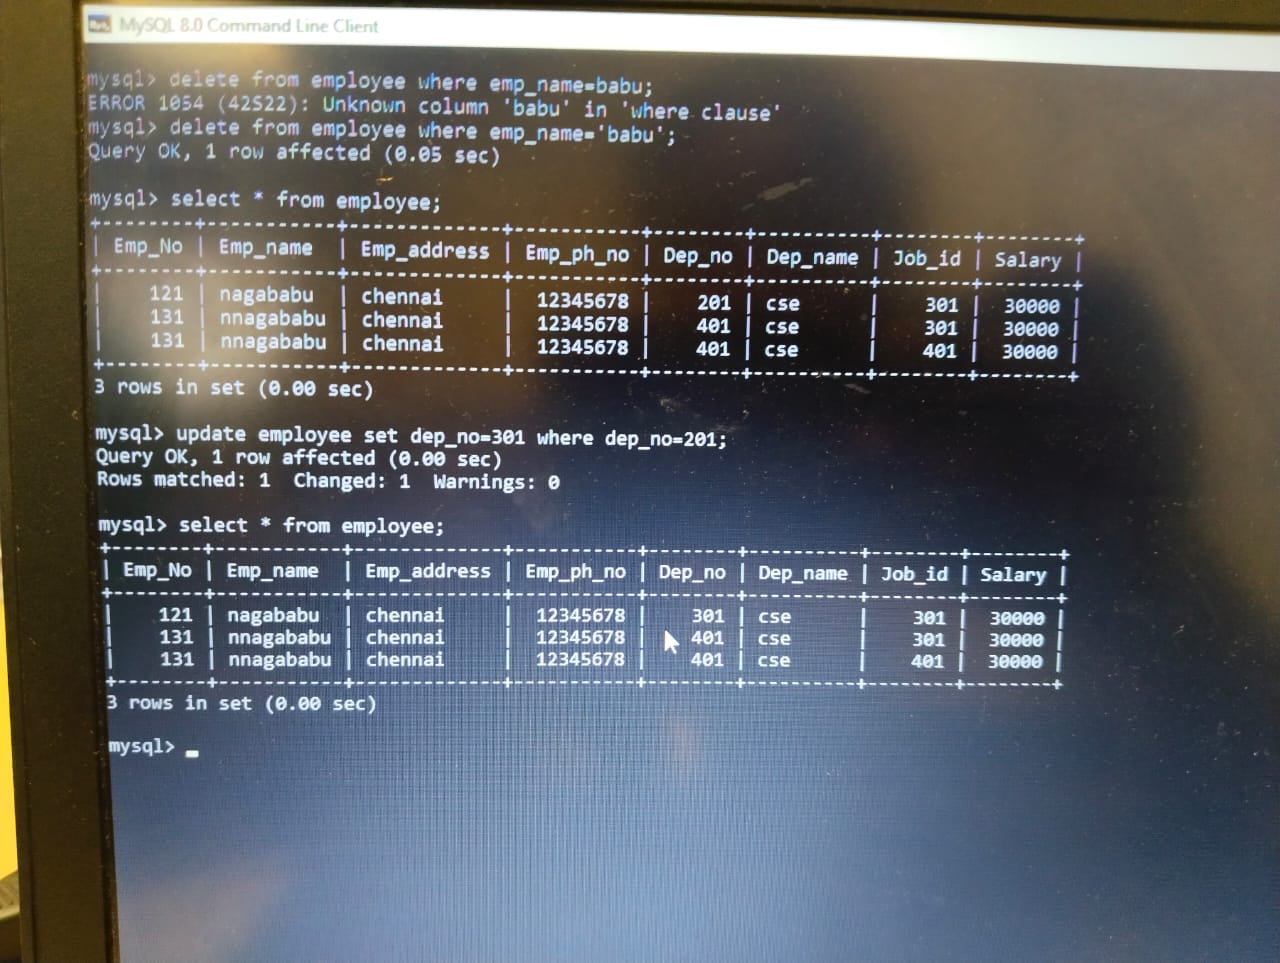 MySQL 8.0 Command Line Client
mysql> delete from employee where emp_name=babu;
ERROR 1054 (42S22): Unknown column 'babu' in 'where clause'
mysql> delete from employee where emp_name='babu';
Query OK, 1 row affected (0.05 sec)
mysql> select * from employee;
+--------+-----------+-------------+-----------+--------+----------+--------+--------+
| Emp_No | Emp_name | Emp_address | Emp_ph_no | Dep_no | Dep_name | Job_id | Salary |
+--------+-----------+-------------+-----------+--------+----------+--------+--------+
| 121 | nagababu | chennai | 12345678 | 201 | cse | 301 | 30000 |
| 131 | nnagababu | chennai | 12345678 | 401 | cse | 301 | 30000 |
| 131 | nnagababu | chennai | 12345678 | 401 | cse | 401 | 30000 |
+--------+-----------+-------------+-----------+--------+----------+--------+--------+
3 rows in set (0.00 sec)
mysql> update employee set dep_no=301 where dep_no=201;
Query OK, 1 row affected (0.00 sec)
Rows matched: 1 Changed: 1 Warnings: 0
mysql> select * from employee;
+--------+-----------+-------------+-----------+--------+----------+--------+--------+
| Emp_No | Emp_name | Emp_address | Emp_ph_no | Dep_no | Dep_name | Job_id | Salary |
+--------+-----------+-------------+-----------+--------+----------+--------+--------+
| 121 | nagababu | chennai | 12345678 | 301 | cse | 301 | 30000 |
| 131 | nnagababu | chennai | 12345678 | 401 | cse | 301 | 30000 |
| 131 | nnagababu | chennai | 12345678 | 401 | cse | 401 | 30000 |
+--------+-----------+-------------+-----------+--------+----------+--------+--------+
3 rows in set (0.00 sec)
mysql> _